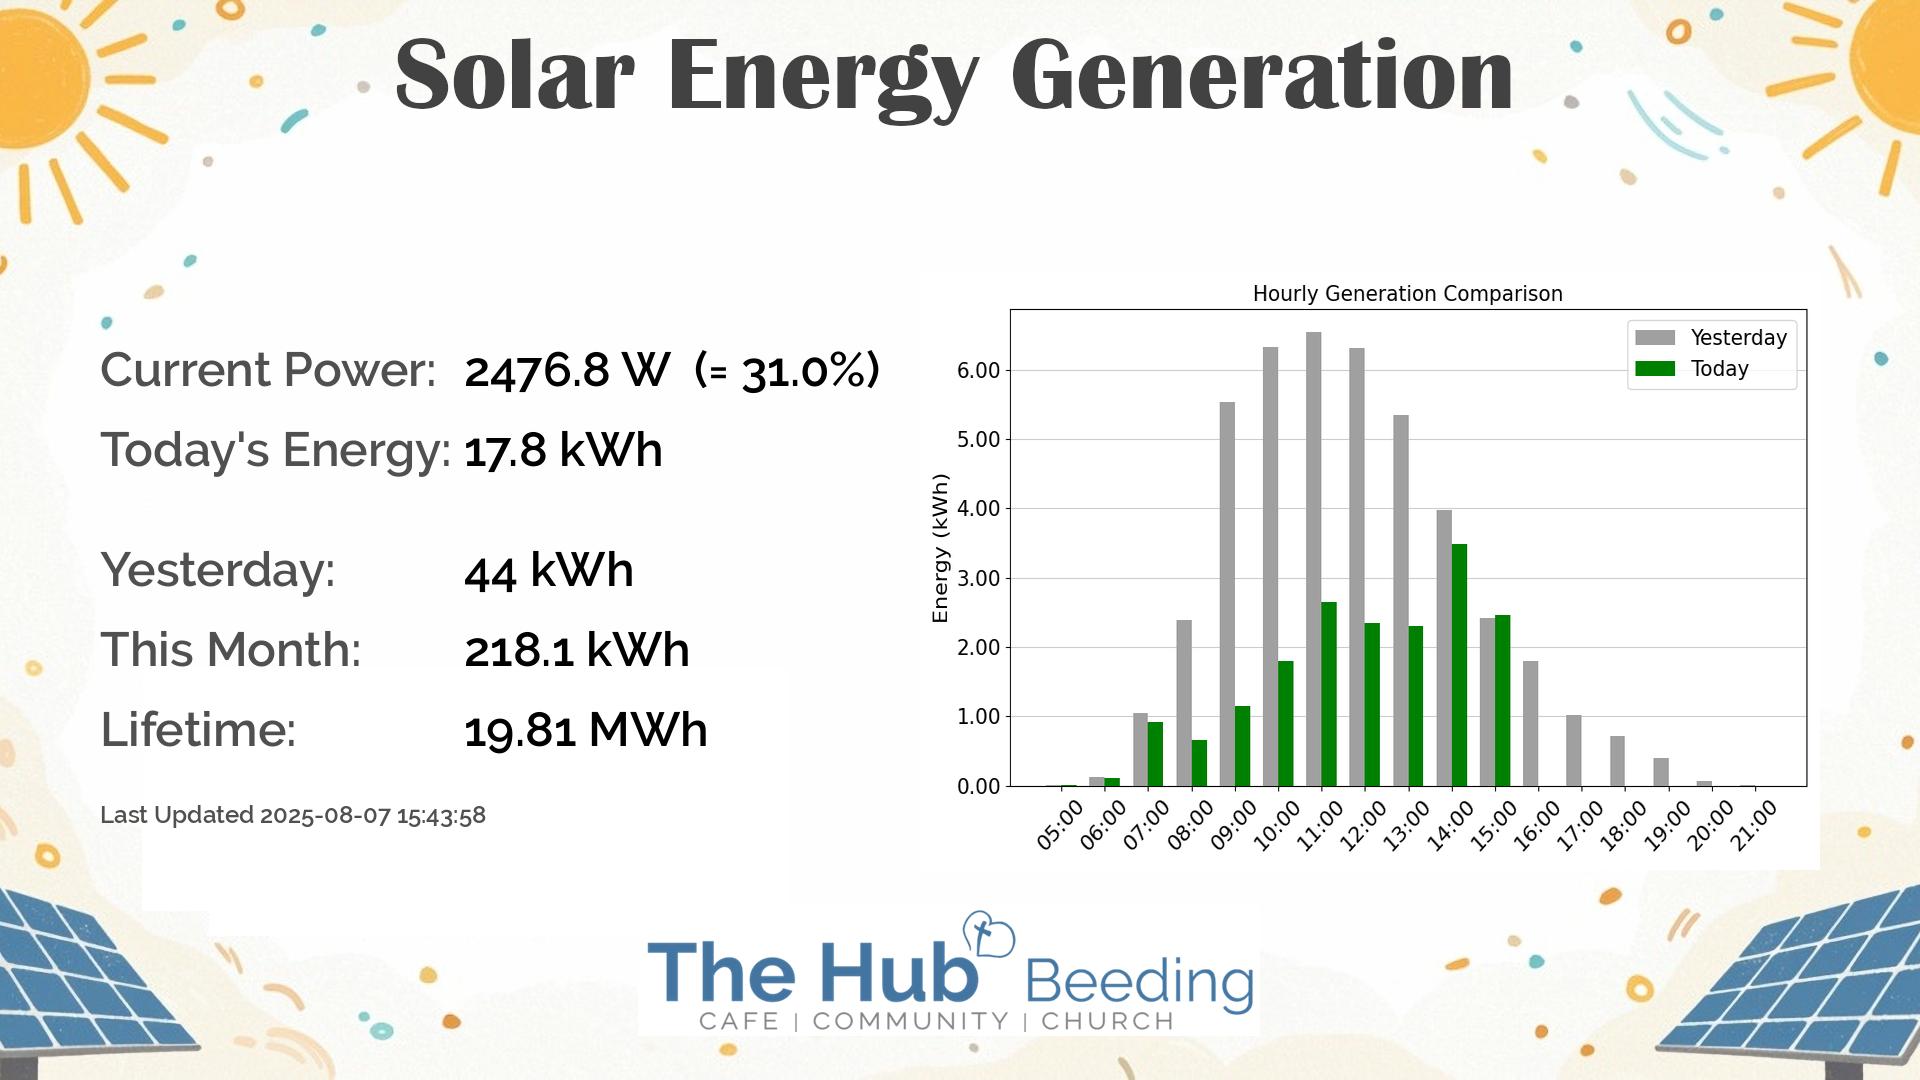 Solar Energy Generation
Current Power: 2476.8 W (= 31.0%)
Today's Energy: 17.8 kWh
Yesterday: 44 kWh
This Month: 218.1 kWh
Lifetime: 19.81 MWh
Last Updated 2025-08-07 15:43:58
Hourly Generation Comparison
Yesterday
Today
Energy (kWh)
6.00
5.00
4.00
3.00
2.00
1.00
0.00
05:00 06:00 07:00 08:00 09:00 10:00 11:00 12:00 13:00 14:00 15:00 16:00 17:00 18:00 19:00 20:00 21:00
The Hub Beeding
CAFE | COMMUNITY | CHURCH